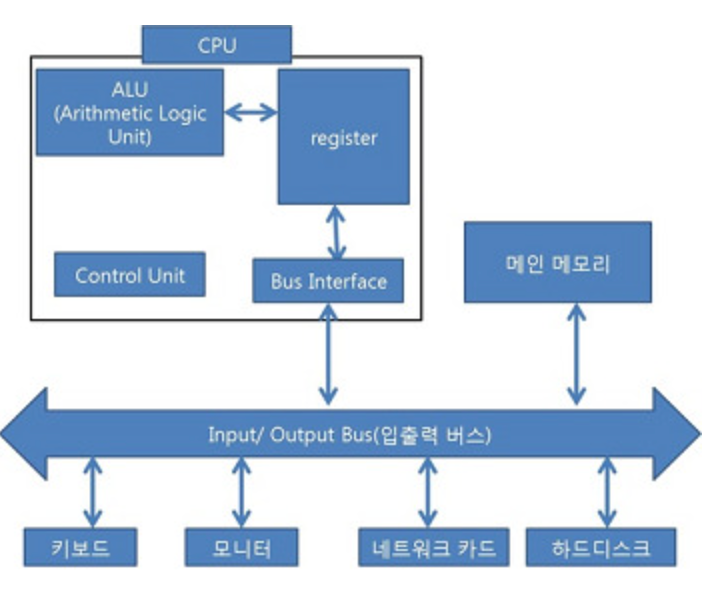 CPU
ALU
(Arithmetic Logic
Unit)
register
Control Unit
Bus Interface
메인 메모리
Input/ Output Bus(입출력 버스)
키보드
모니터
네트워크 카드
하드디스크